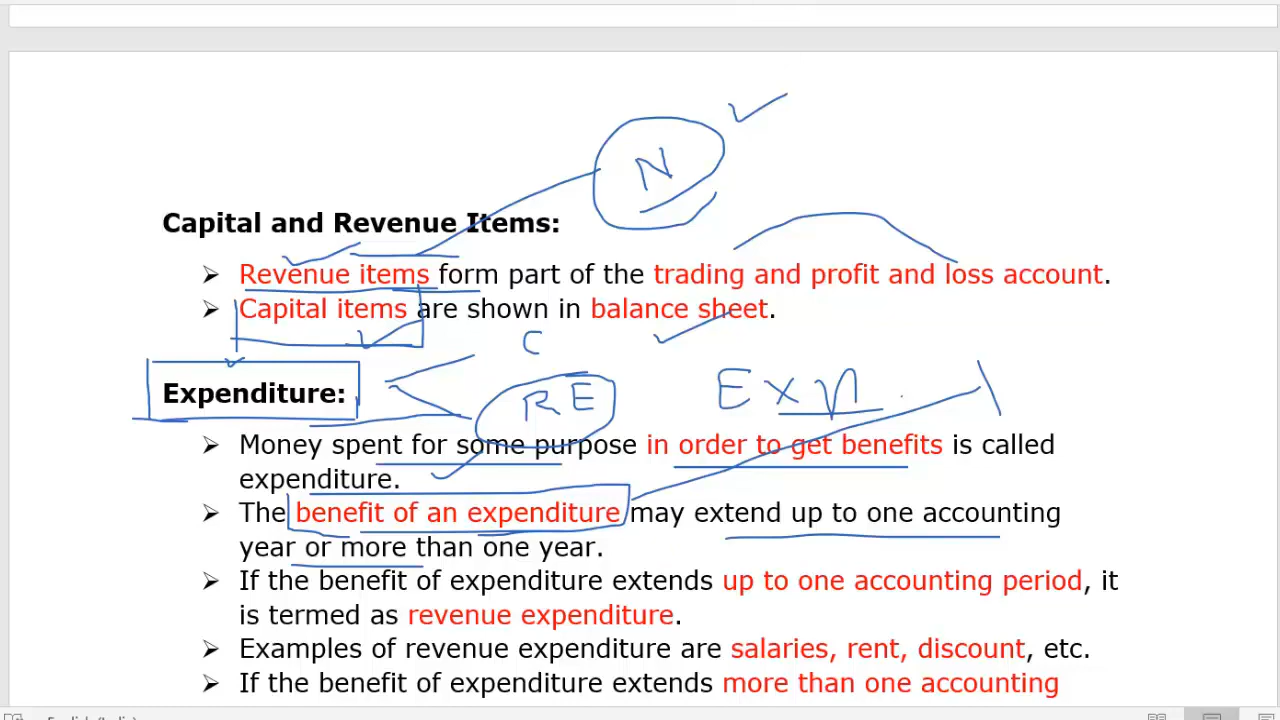 N
Capital and Revenue Items:
➢ Revenue items form part of the trading and profit and loss account.
➢ Capital items are shown in balance sheet.
C
Expenditure:
RE
Exn
➢ Money spent for some purpose in order to get benefits is called
expenditure.
➢ The benefit of an expenditure may extend up to one accounting
year or more than one year.
➢ If the benefit of expenditure extends up to one accounting period, it
is termed as revenue expenditure.
➢ Examples of revenue expenditure are salaries, rent, discount, etc.
➢ If the benefit of expenditure extends more than one accounting